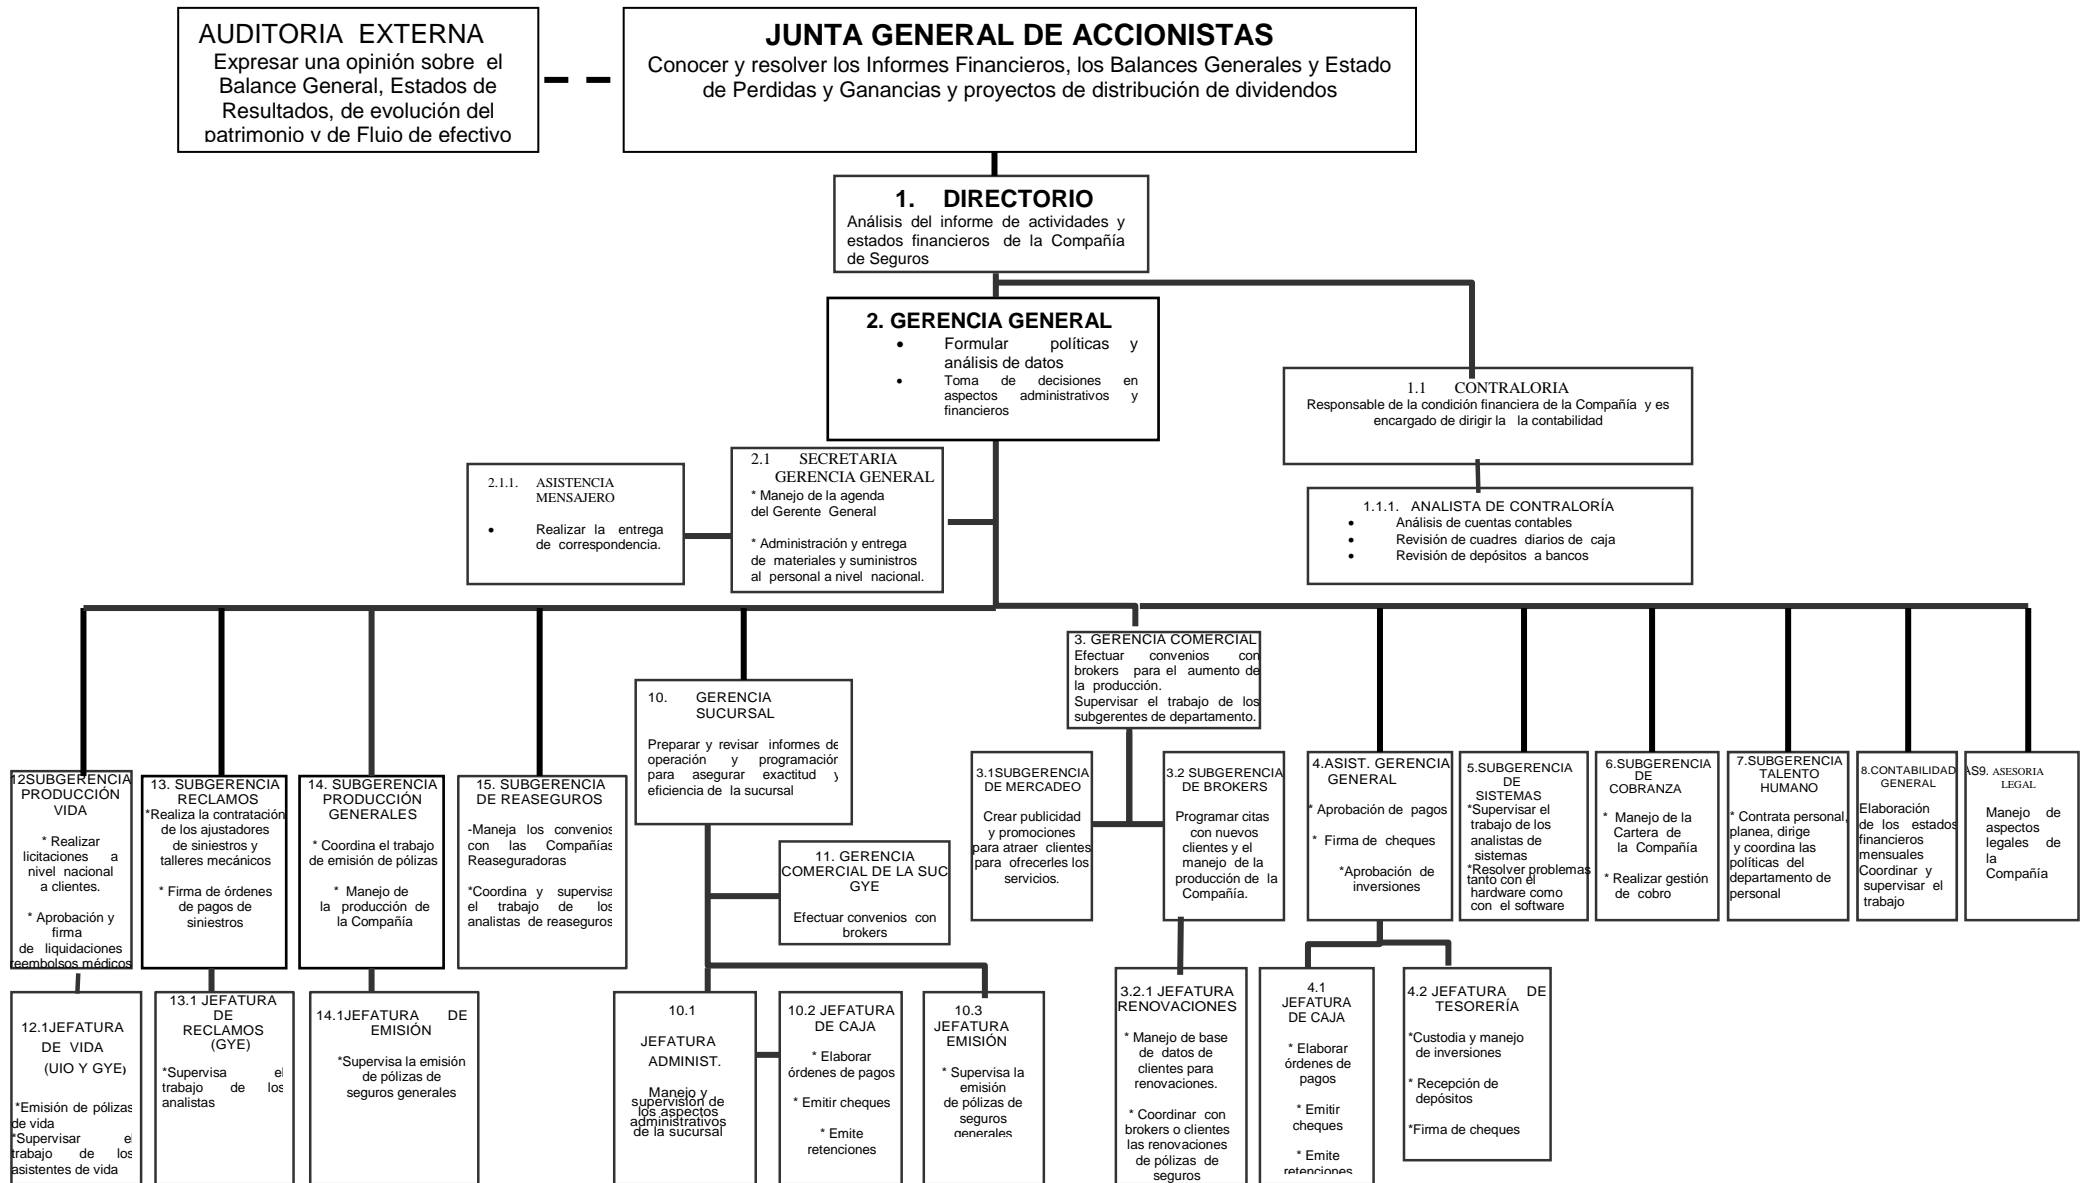 AUDITORIA EXTERNA
Expresar una opinión sobre el
Balance General, Estados de
Resultados, de evolución del
patrimonio y de Flujo de efectivo
JUNTA GENERAL DE ACCIONISTAS
Conocer y resolver los Informes Financieros, los Balances Generales y Estado
de Perdidas y Ganancias y proyectos de distribución de dividendos
1. DIRECTORIO
Análisis del informe de actividades y
estados financieros de la Compañía
de Seguros
2. GERENCIA GENERAL
• Formular políticas y
análisis de datos
• Toma de decisiones en
aspectos administrativos y
financieros
1.1 CONTRALORIA
Responsable de la condición financiera de la Compañía y es
encargado de dirigir la la contabilidad
2.1.1. ASISTENCIA
MENSAJERO
• Realizar la entrega
de correspondencia.
2.1 SECRETARIA
GERENCIA GENERAL
* Manejo de la agenda
del Gerente General
* Administración y entrega
de materiales y suministros
al personal a nivel nacional.
1.1.1. ANALISTA DE CONTRALORÍA
• Análisis de cuentas contables
• Revisión de cuadres diarios de caja
• Revisión de depósitos a bancos
3. GERENCIA COMERCIAL
Efectuar convenios con
brokers para el aumento de
la producción.
Supervisar el trabajo de los
subgerentes de departamento.
10. GERENCIA
SUCURSAL
Preparar y revisar informes de
operación y programación
para asegurar exactitud y
eficiencia de la sucursal
12SUBGERENCIA
PRODUCCIÓN
VIDA
* Realizar
licitaciones a
nivel nacional
a clientes.
* Aprobación y
firma
de liquidaciones
reembolsos médicos
13. SUBGERENCIA
RECLAMOS
*Realiza la contratación
de los ajustadores
de siniestros y
talleres mecánicos
* Firma de órdenes
de pagos de
siniestros
14. SUBGERENCIA
PRODUCCIÓN
GENERALES
* Coordina el trabajo
de emisión de pólizas
* Manejo de
la producción de
la Compañía
15. SUBGERENCIA
DE REASEGUROS
-Maneja los convenios
con las Compañías
Reaseguradoras
*Coordina y supervisa
el trabajo de los
analistas de reaseguros
11. GERENCIA
COMERCIAL DE LA SUC
GYE
Efectuar convenios con
brokers
3.1SUBGERENCIA
DE MERCADEO
Crear publicidad
y promociones
para atraer clientes
para ofrecerles los
servicios.
3.2 SUBGERENCIA
DE BROKERS
Programar citas
con nuevos
clientes y el
manejo de la
producción de la
Compañía.
4.ASIST. GERENCIA
GENERAL
* Aprobación de pagos
* Firma de cheques
*Aprobación de
inversiones
5.SUBGERENCIA
DE
SISTEMAS
*Supervisar el
trabajo de los
analistas de
sistemas
*Resolver problemas
tanto con el
hardware como
con el software
6.SUBGERENCIA
DE
COBRANZA
* Manejo de la
Cartera de
la Compañía
* Realizar gestión
de cobro
7.SUBGERENCIA
TALENTO
HUMANO
* Contrata personal,
planea, dirige
y coordina las
políticas del
departamento de
personal
8.CONTABILIDAD
GENERAL
Elaboración
de los estados
financieros
mensuales
Coordinar y
supervisar el
trabajo
AS9. ASESORIA
LEGAL
Manejo de
aspectos
legales de
la
Compañía
12.1JEFATURA
DE VIDA
(UIO Y GYE)
*Emisión de pólizas
de vida
*Supervisar el
trabajo de los
asistentes de vida
13.1 JEFATURA
DE
RECLAMOS
(GYE)
*Supervisa el
trabajo de los
analistas
14.1JEFATURA DE
EMISIÓN
*Supervisa la emisión
de pólizas de
seguros generales
10.1
JEFATURA
ADMINIST.
Manejo y
supervisión de
los aspectos
administrativos
de la sucursal
10.2 JEFATURA
DE CAJA
* Elaborar
órdenes de pagos
* Emitir cheques
* Emite
retenciones
10.3
JEFATURA
EMISIÓN
* Supervisa la
emisión
de pólizas de
seguros
generales
3.2.1 JEFATURA
RENOVACIONES
* Manejo de base
de datos de
clientes para
renovaciones.
* Coordinar con
brokers o clientes
las renovaciones
de pólizas de
seguros
4.1
JEFATURA
DE CAJA
* Elaborar
órdenes de
pagos
* Emitir
cheques
* Emite
retenciones
4.2 JEFATURA DE
TESORERÍA
*Custodia y manejo
de inversiones
* Recepción de
depósitos
*Firma de cheques